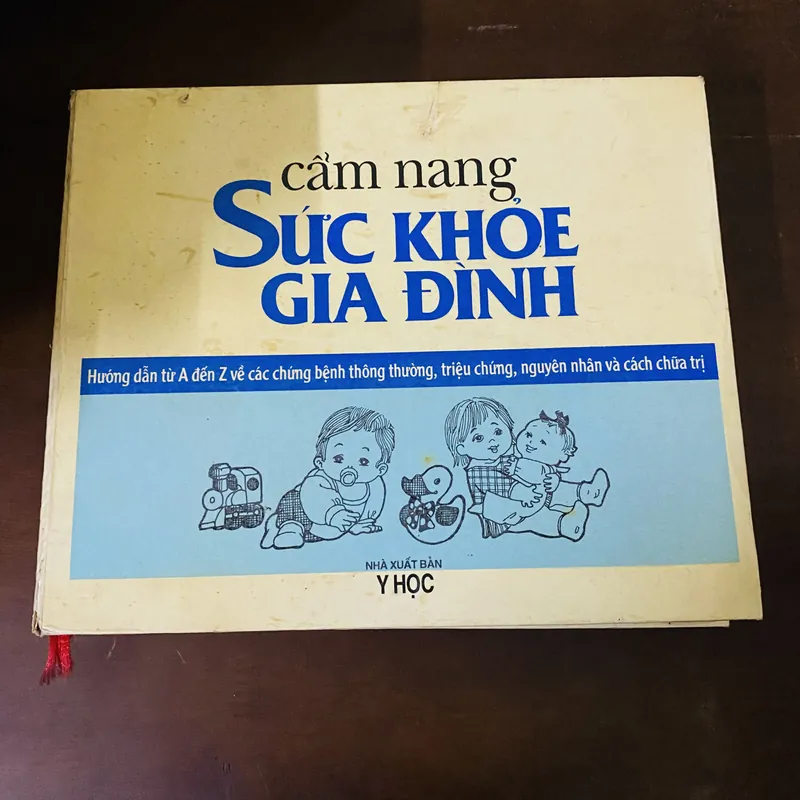 cẩm nang
SỨC KHỎE
GIA ĐÌNH
Hướng dẫn từ A đến Z về các chứng bệnh thông thường, triệu chứng, nguyên nhân và cách chữa trị
NHÀ XUẤT BẢN
Y HỌC